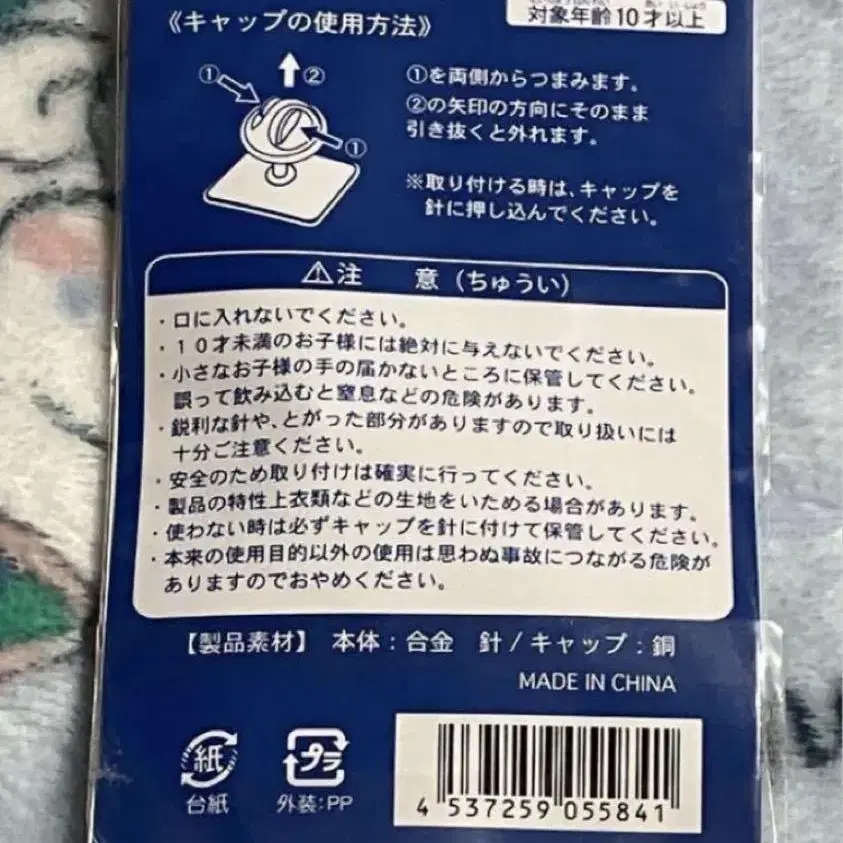 《キャップの使用方法》
対象年齢10才以上
① ② ①
①を両側からつまみます。
②の矢印の方向にそのまま
引き抜くと外れます。
※取り付ける時は、キャップを
針に押し込んでください。
⚠注 意(ちゅうい)
・口に入れないでください。
・10才未満のお子様には絶対に与えないでください。
・小さなお子様の手の届かないところに保管してください。
誤って飲み込むと窒息などの危険があります。
・鋭利な針や、とがった部分がありますので取り扱いには
十分ご注意ください。
・安全のため取り付けは確実に行ってください。
・製品の特性上衣類などの生地をいためる場合があります。
・使わない時は必ずキャップを針に付けて保管してください。
・本来の使用目的以外の使用は思わぬ事故につながる危険が
ありますのでおやめください。
【製品素材】 本体:合金 針/キャップ:銅
MADE IN CHINA
紙 プラ
台紙 外装:PP
4 537259 055841